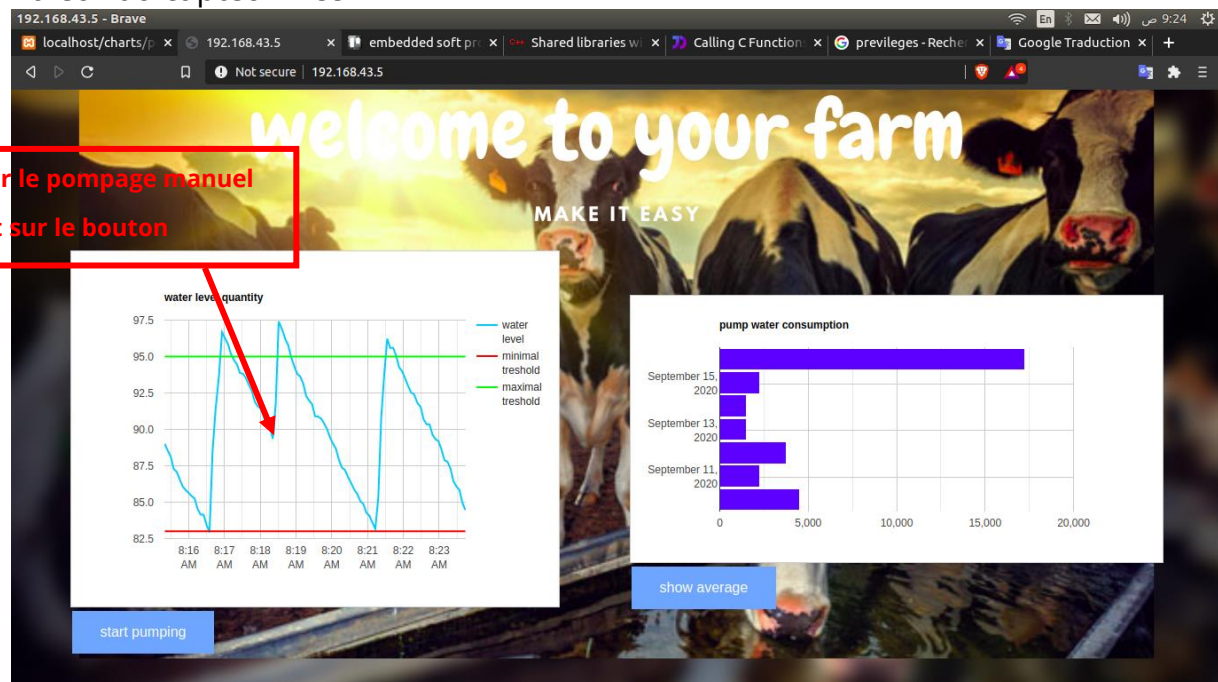 192.168.43.5 - Brave
En
ص 9:24
localhost/charts/p
192.168.43.5
embedded soft pro
C++ Shared libraries wi
Calling C Function
previleges - Recher
Google Traduction
Not secure | 192.168.43.5
welcome to your farm
r le pompage manuel
MAKE IT EASY
sur le bouton
water level quantity
97.5
95.0
92.5
90.0
87.5
85.0
82.5
8:16 AM
8:17 AM
8:18 AM
8:19 AM
8:20 AM
8:21 AM
8:22 AM
8:23 AM
water
level
minimal
treshold
maximal
treshold
start pumping
pump water consumption
September 15,
2020
September 13,
2020
September 11,
2020
0
5,000
10,000
15,000
20,000
show average